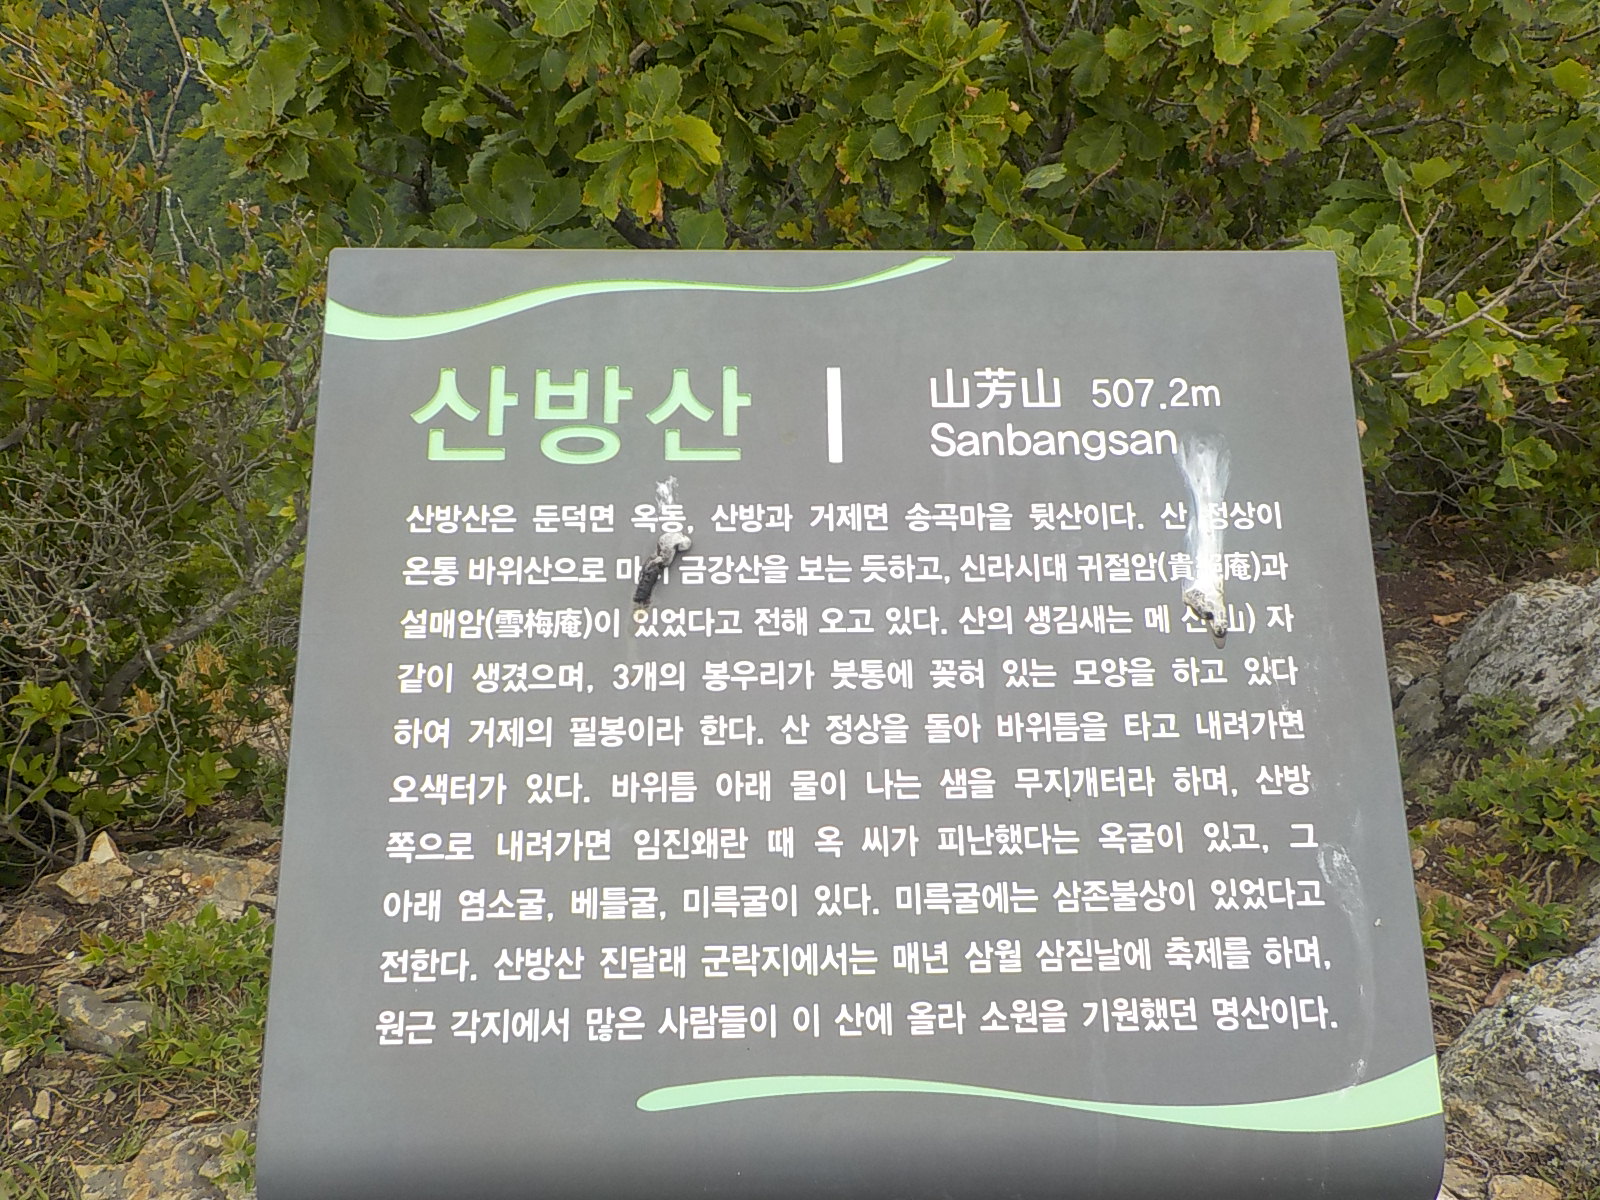 산방산 | 山芳山 507.2m
Sanbangsan
산방산은 둔덕면 옥동, 산방과 거제면 송곡마을 뒷산이다. 산 정상이
온통 바위산으로 금강산을 보는 듯하고, 신라시대 귀절암(貴 庵)과
설매암(雪梅庵)이 있었다고 전해 오고 있다. 산의 생김새는 메 산(山) 자
같이 생겼으며, 3개의 봉우리가 붓통에 꽂혀 있는 모양을 하고 있다
하여 거제의 필봉이라 한다. 산 정상을 돌아 바위틈을 타고 내려가면
오색터가 있다. 바위틈 아래 물이 나는 샘을 무지개터라 하며, 산방
쪽으로 내려가면 임진왜란 때 옥 씨가 피난했다는 옥굴이 있고, 그
아래 염소굴, 베틀굴, 미륵굴이 있다. 미륵굴에는 삼존불상이 있었다고
전한다. 산방산 진달래 군락지에서는 매년 삼월 삼짇날에 축제를 하며,
원근 각지에서 많은 사람들이 이 산에 올라 소원을 기원했던 명산이다.